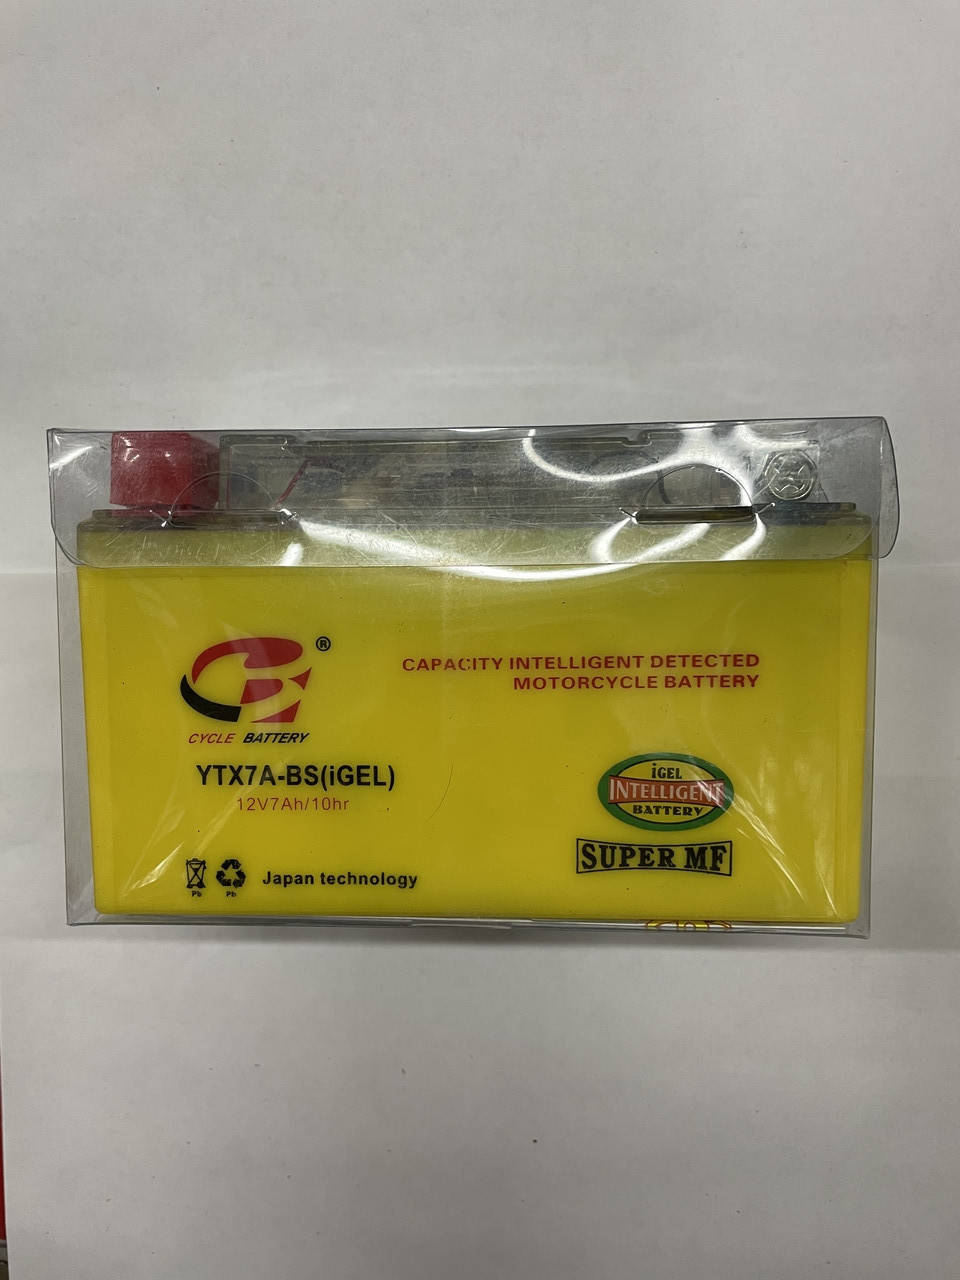 ®
CYCLE BATTERY
YTX7A-BS(iGEL)
12V7Ah/10hr
Pb
Pb
Japan technology
CAPACITY INTELLIGENT DETECTED
MOTORCYCLE BATTERY
iGEL
INTELLIGENT
BATTERY
SUPER MF